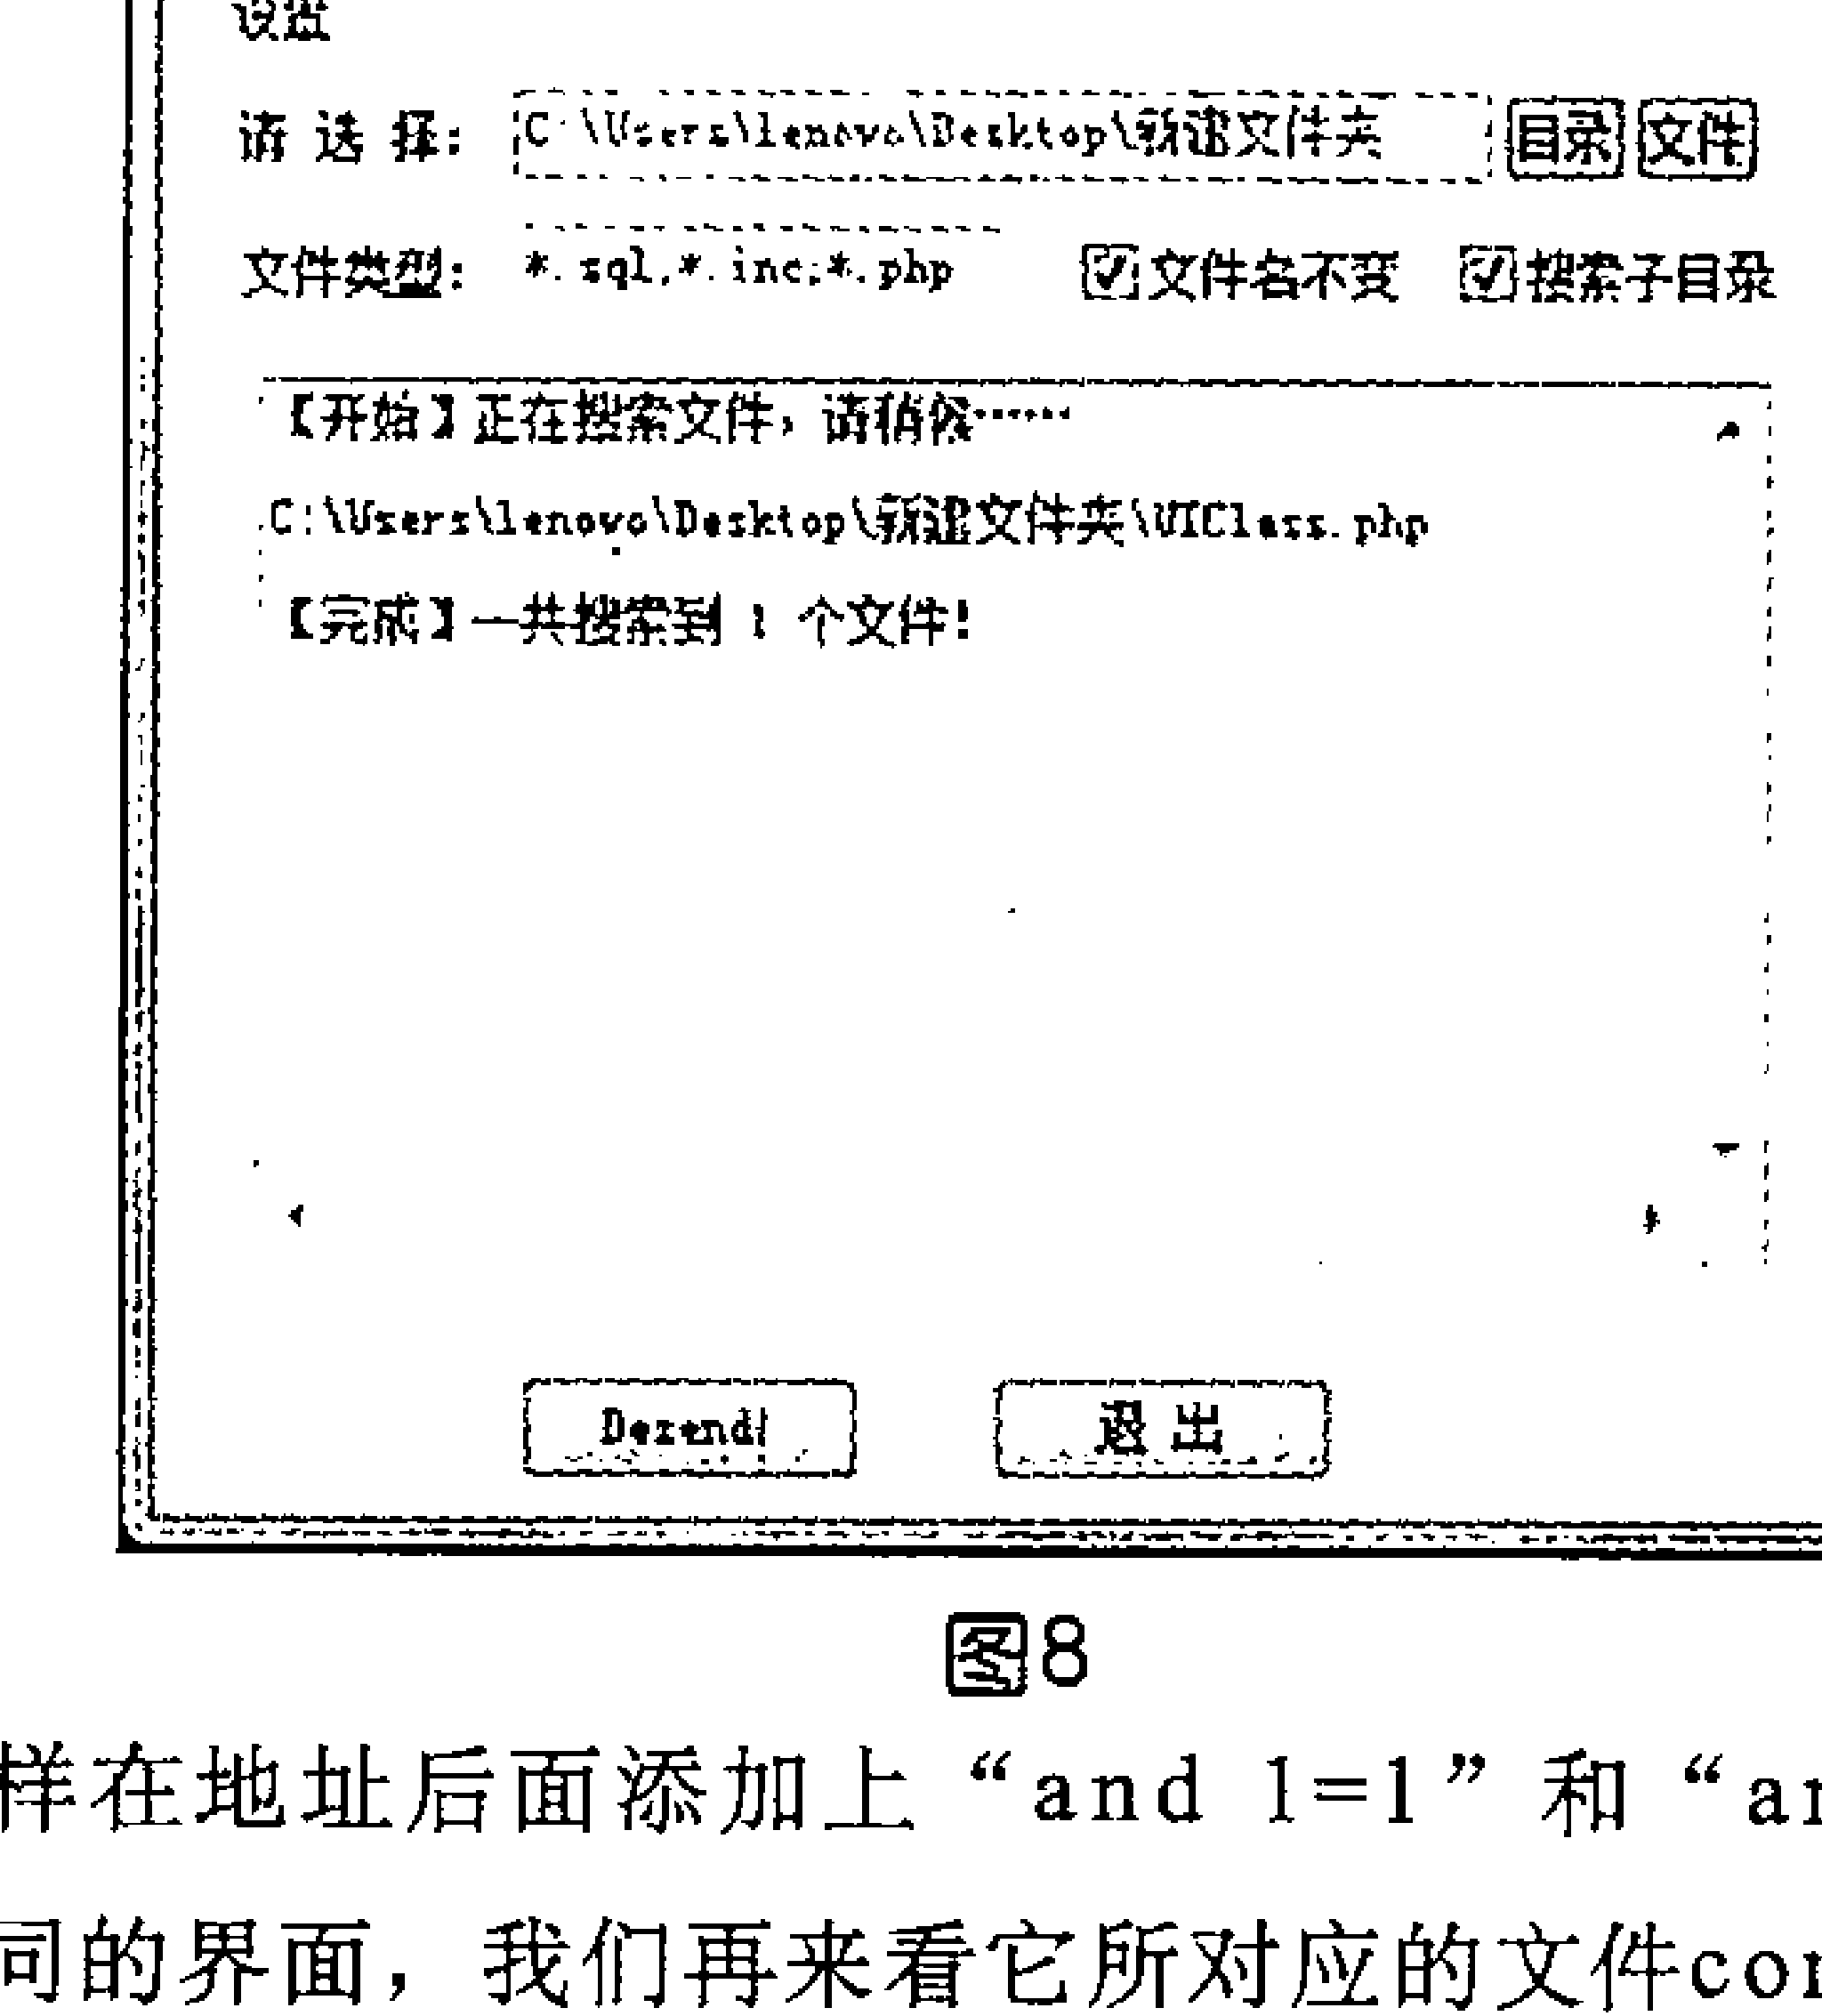 设置
请 选 择: C:\Users\lenovo\Desktop\新建文件夹 目录 文件
文件类型: *.sql,*.inc;*.php 文件名不变 搜索子目录
【开始】正在搜索文件，请稍候……
C:\Users\lenovo\Desktop\新建文件夹\UIClass.php
【完成】一共搜索到 1 个文件!
Dezend 退 出
图8
样在地址后面添加上“and 1=1”和“an
同的界面，我们再来看它所对应的文件con